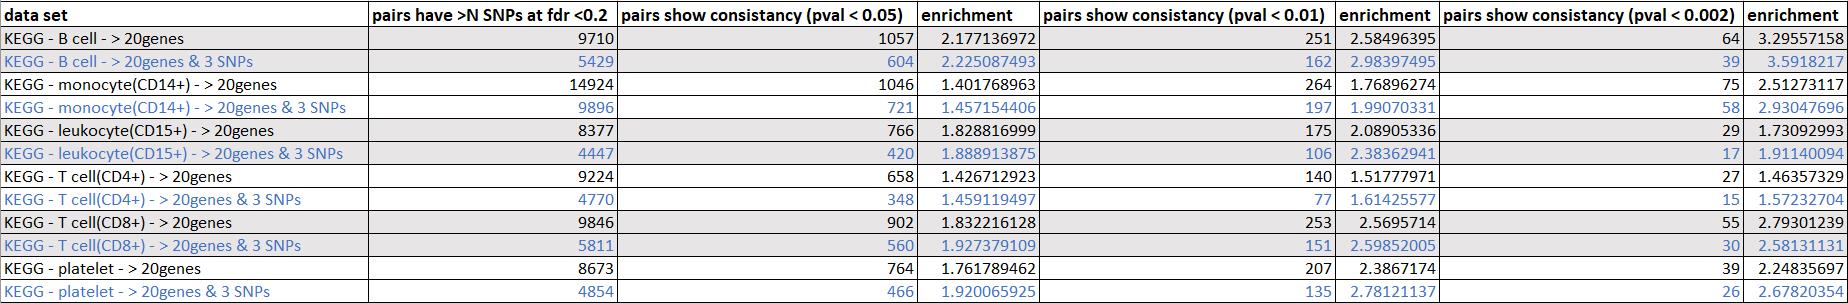 data set pairs have >N SNPs at fdr <0.2 pairs show consistancy (pval < 0.05) enrichment pairs show consistancy (pval < 0.01) enrichment pairs show consistancy (pval < 0.002) enrichment
KEGG - B cell - > 20genes 9710 1057 2.177136972 251 2.58496395 64 3.29557158
KEGG - B cell - > 20genes & 3 SNPs 5429 604 2.225087493 162 2.98397495 39 3.5918217
KEGG - monocyte(CD14+) - > 20genes 14924 1046 1.401768963 264 1.76896274 75 2.51273117
KEGG - monocyte(CD14+) - > 20genes & 3 SNPs 9896 721 1.457154406 197 1.99070331 58 2.93047696
KEGG - leukocyte(CD15+) - > 20genes 8377 766 1.828816999 175 2.08905336 29 1.73092993
KEGG - leukocyte(CD15+) - > 20genes & 3 SNPs 4447 420 1.888913875 106 2.38362941 17 1.91140094
KEGG - T cell(CD4+) - > 20genes 9224 658 1.426712923 140 1.51777971 27 1.46357329
KEGG - T cell(CD4+) - > 20genes & 3 SNPs 4770 348 1.459119497 77 1.61425577 15 1.57232704
KEGG - T cell(CD8+) - > 20genes 9846 902 1.832216128 253 2.5695714 55 2.79301239
KEGG - T cell(CD8+) - > 20genes & 3 SNPs 5811 560 1.927379109 151 2.59852005 30 2.58131131
KEGG - platelet - > 20genes 8673 764 1.761789462 207 2.3867174 39 2.24835697
KEGG - platelet - > 20genes & 3 SNPs 4854 466 1.920065925 135 2.78121137 26 2.67820354